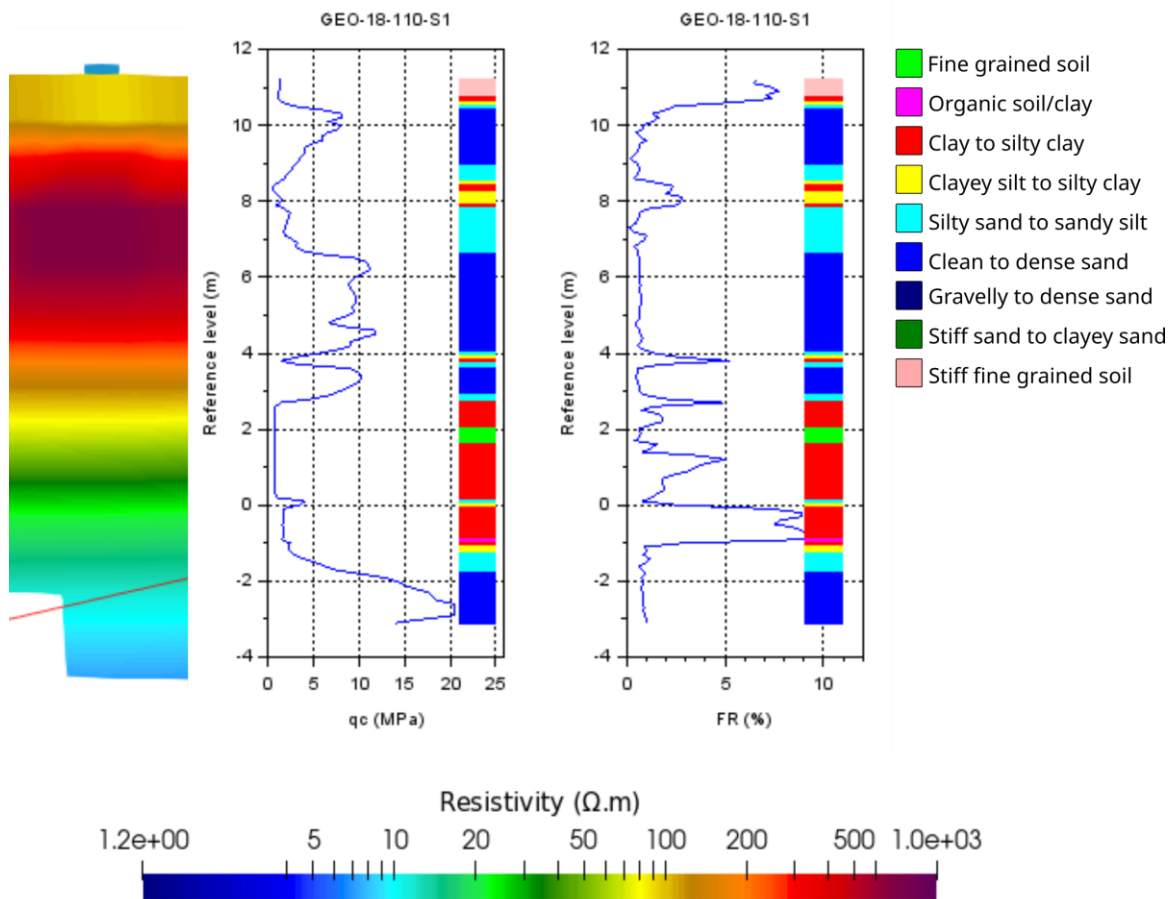 GEO-18-110-S1
12
10
8
6
4
2
0
-2
-4
Reference level (m)
0 5 10 15 20 25
qc (MPa)
GEO-18-110-S1
12
10
8
6
4
2
0
-2
-4
Reference level (m)
0 5 10
FR (%)
Fine grained soil
Organic soil/clay
Clay to silty clay
Clayey silt to silty clay
Silty sand to sandy silt
Clean to dense sand
Gravelly to dense sand
Stiff sand to clayey sand
Stiff fine grained soil
Resistivity (Ω.m)
1.2e+00 5 10 20 50 100 200 500 1.0e+03